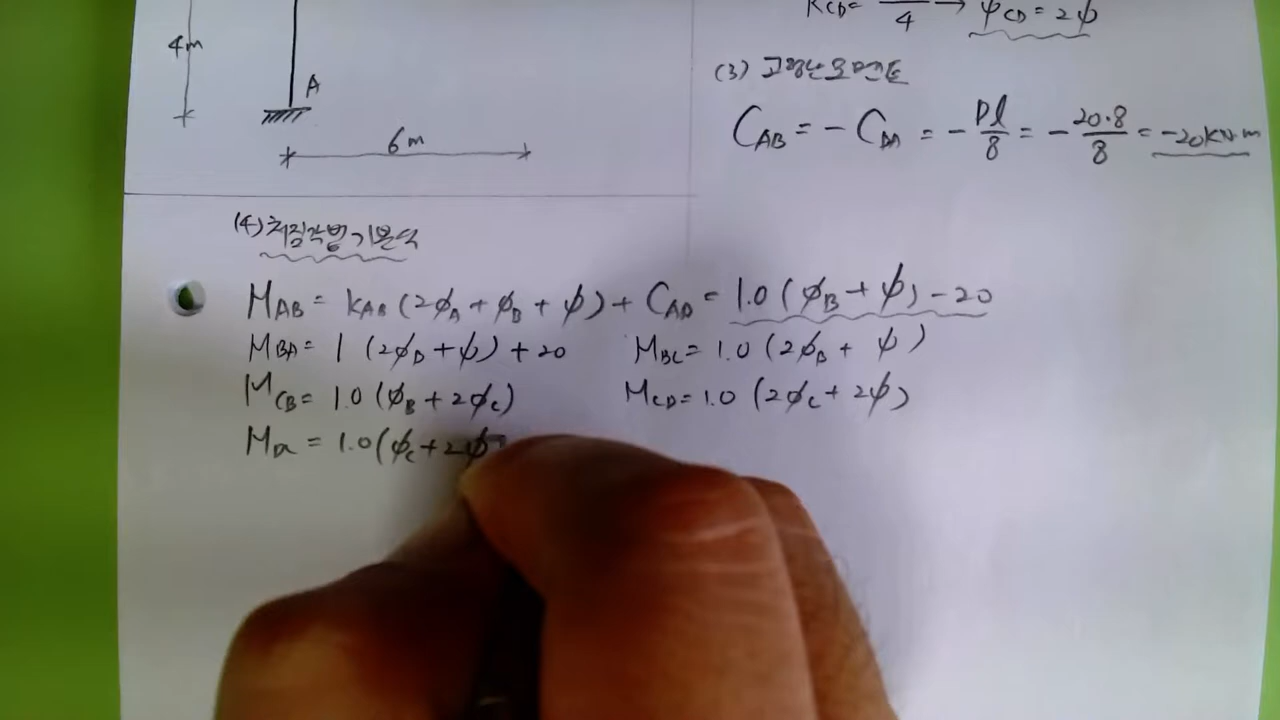 4m
A
6m
KCD= 4 → ψCD = 2ψ
(3) 고정단모멘트
CAB = - CBA = - Pl/8 = - 20·8/8 = -20kN·m
(4) 처짐각법 기본식
MAB = KAB (2φA + φB + ψ) + CAB = 1.0 (φB + ψ) - 20
MBA = 1 (2φB + ψ) + 20 MBC = 1.0 (2φB + ψ)
MCB = 1.0 (φB + 2φC) MCD = 1.0 (2φC + 2ψ)
MDC = 1.0 (φC + 2ψ